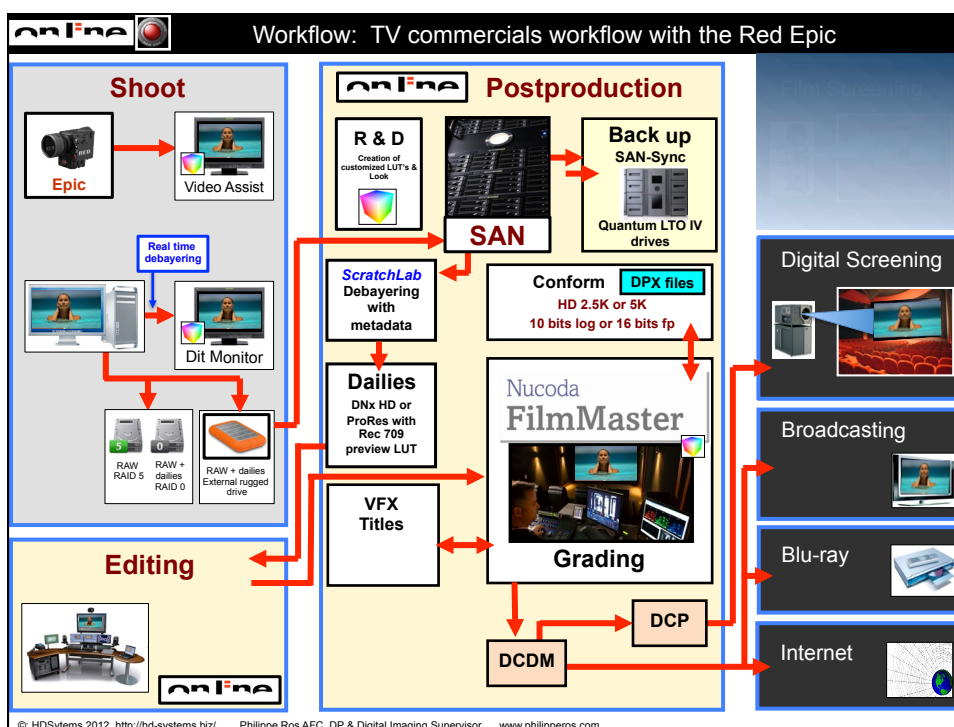 online
Workflow: TV commercials workflow with the Red Epic
Shoot
RED
Epic
Video Assist
Real time
debayering
Dit Monitor
5
0
RAW
RAID 5
RAW +
dailies
RAID 0
RAW + dailies
External rugged
drive
Editing
online
online
Postproduction
R & D
Creation of
customized LUT's &
Look
SAN
Back up
SAN-Sync
Quantum LTO IV
drives
ScratchLab
Debayering
with
metadata
Conform
DPX files
HD 2.5K or 5K
10 bits log or 16 bits fp
Dailies
DNx HD or
ProRes with
Rec 709
preview LUT
Nucoda
FilmMaster
Grading
VFX
Titles
DCDM
DCP
Film Screening
Digital Screening
Broadcasting
Blu-ray
Internet
©: HDSytems 2012 http://hd-systems.biz/ Philippe Ros AFC, DP & Digital Imaging Supervisor www.philipperos.com